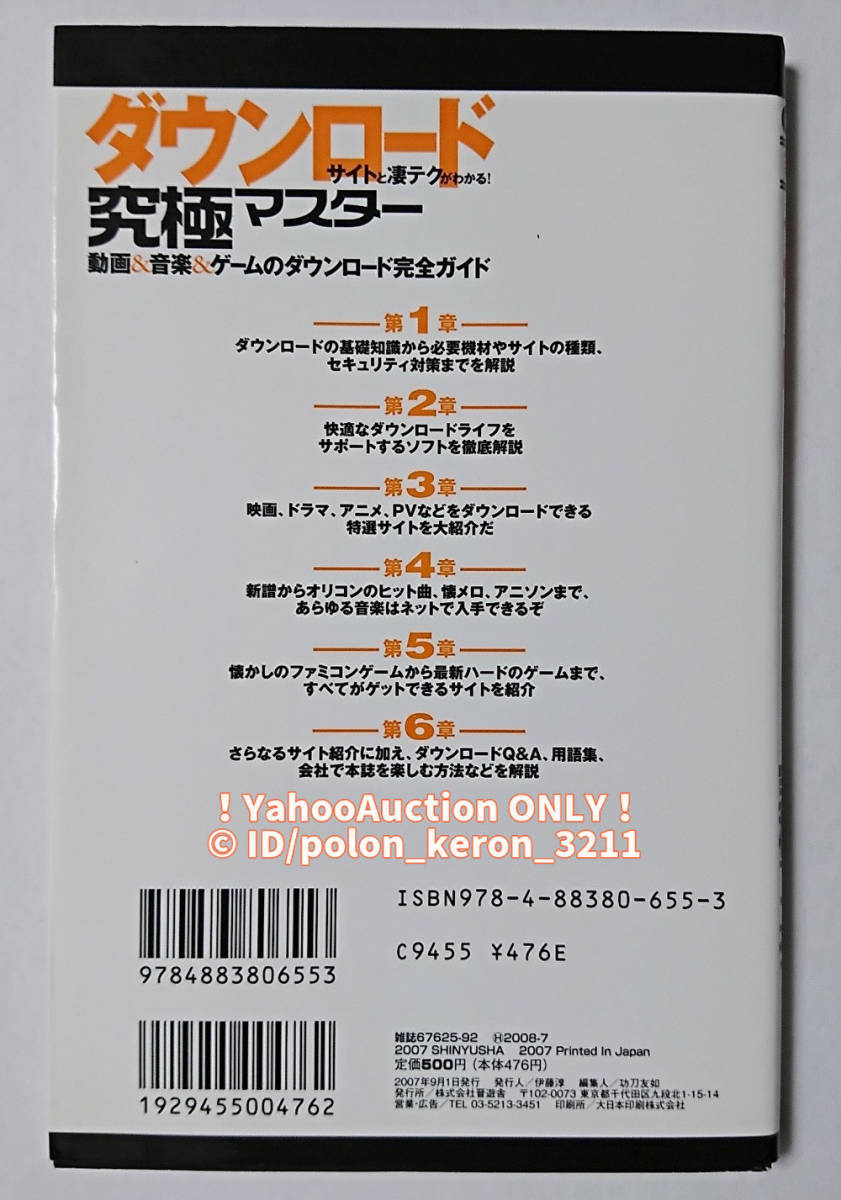 ダウンロード
サイトと凄テクがわかる!
究極マスター
動画&音楽&ゲームのダウンロード完全ガイド
第1章
ダウンロードの基礎知識から必要機材やサイトの種類、
セキュリティ対策までを解説
第2章
快適なダウンロードライフを
サポートするソフトを徹底解説
第3章
映画、ドラマ、アニメ、PVなどをダウンロードできる
特選サイトを大紹介だ
第4章
新譜からオリコンのヒット曲、懐メロ、アニソンまで、
あらゆる音楽はネットで入手できるぞ
第5章
懐かしのファミコンゲームから最新ハードのゲームまで、
すべてがゲットできるサイトを紹介
第6章
さらなるサイト紹介に加え、ダウンロードQ&A、用語集、
会社で本誌を楽しむ方法などを解説
! YahooAuction ONLY !
© ID/polon_keron_3211
ISBN978-4-88380-655-3
C9455 ¥476E
9784883806553
1929455004762
雑誌67625-92 Ⓗ2008-7
2007 SHINYUSHA 2007 Printed In Japan
定価500円(本体476円)
2007年9月1日発行 発行人/伊藤淳 編集人/功刀友如
発行所/株式会社晋遊舎 〒102-0073 東京都千代田区九段北1-15-14
営業・広告/TEL 03-5213-3451 印刷所/大日本印刷株式会社